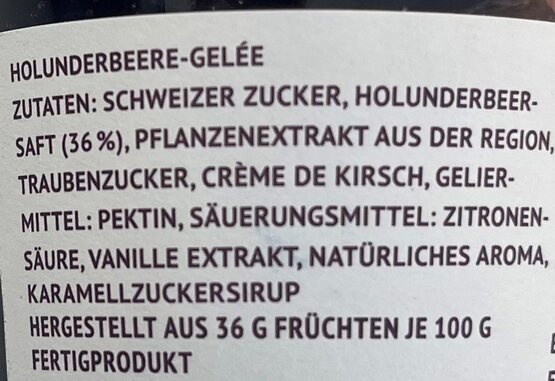 HOLUNDERBEERE-GELÉE
ZUTATEN: SCHWEIZER ZUCKER, HOLUNDERBEER-
SAFT (36%), PFLANZENEXTRAKT AUS DER REGION,
TRAUBENZUCKER, CRÈME DE KIRSCH, GELIER-
MITTEL: PEKTIN, SÄUERUNGSMITTEL: ZITRONEN-
SÄURE, VANILLE EXTRAKT, NATÜRLICHES AROMA,
KARAMELLZUCKERSIRUP
HERGESTELLT AUS 36 G FRÜCHTEN JE 100 G
FERTIGPRODUKT